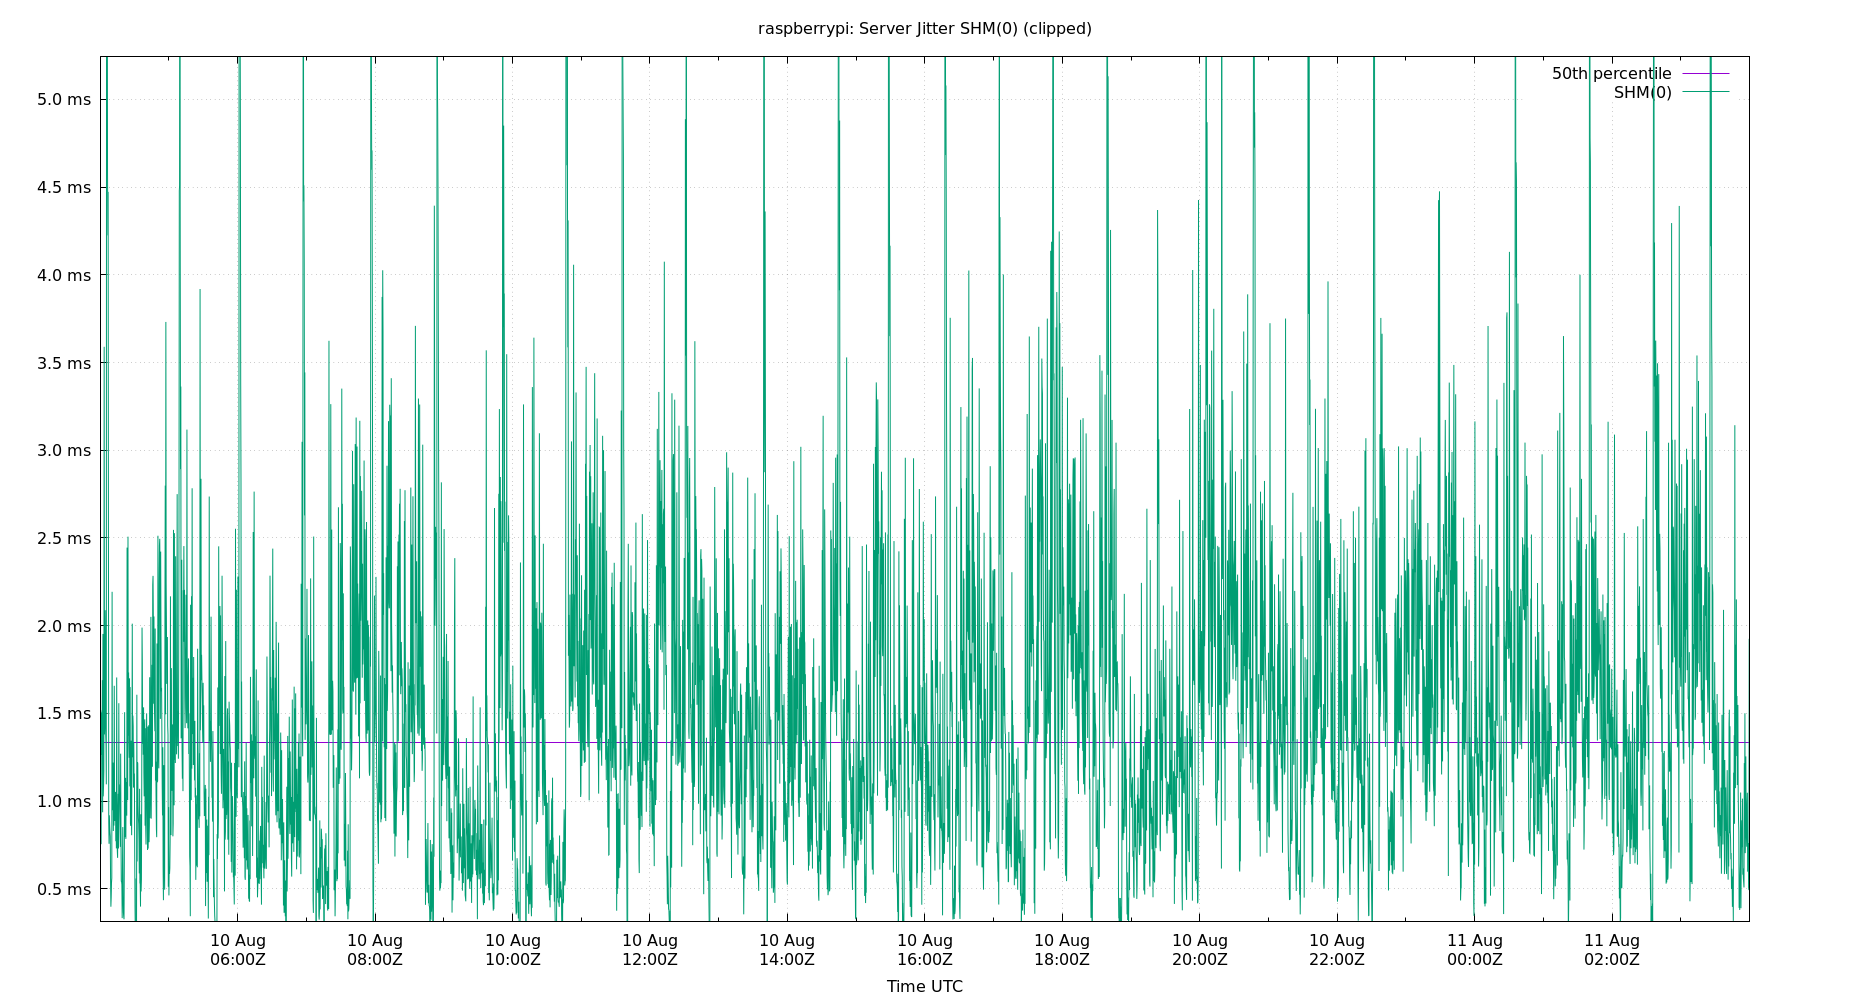 raspberrypi: Server Jitter SHM(0) (clipped)
50th percentile
SHM(0)
5.0 ms
4.5 ms
4.0 ms
3.5 ms
3.0 ms
2.5 ms
2.0 ms
1.5 ms
1.0 ms
0.5 ms
10 Aug 10 Aug 10 Aug 10 Aug 10 Aug 10 Aug 10 Aug 10 Aug 10 Aug 11 Aug 11 Aug
06:00Z 08:00Z 10:00Z 12:00Z 14:00Z 16:00Z 18:00Z 20:00Z 22:00Z 00:00Z 02:00Z
Time UTC